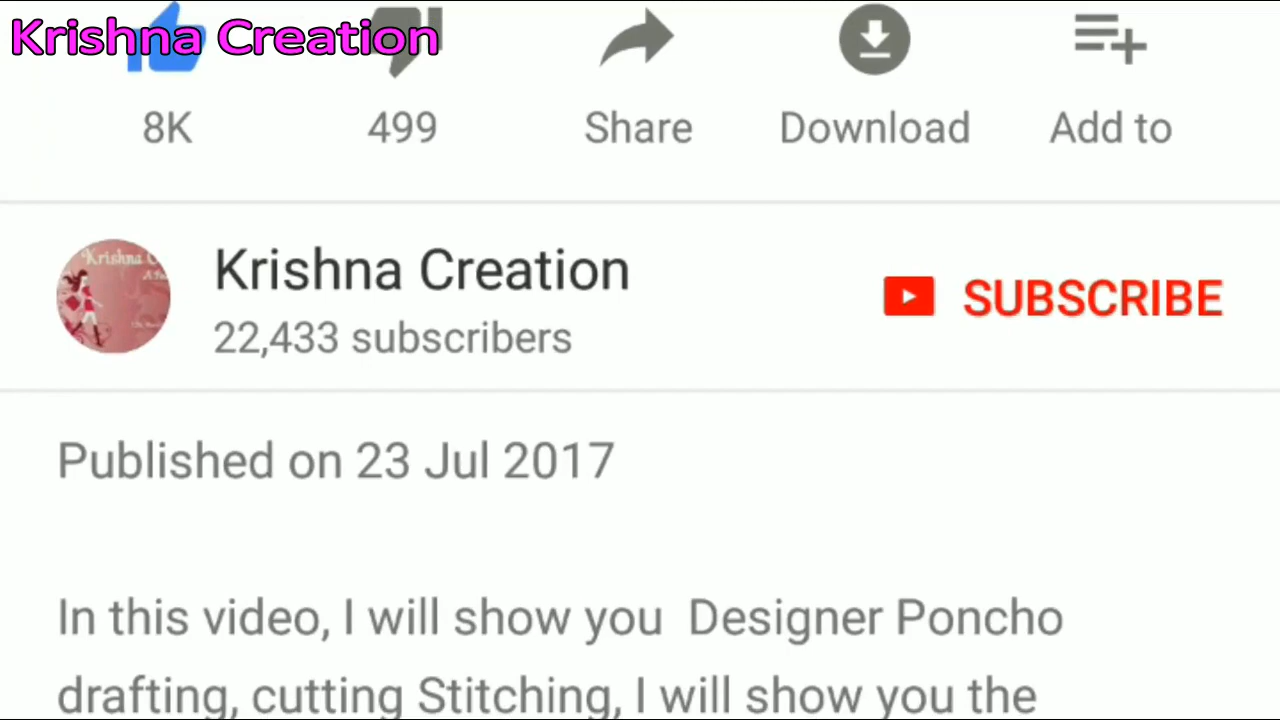 Krishna Creation
8K 499 Share Download Add to
Krishna Creation
22,433 subscribers
SUBSCRIBE
Published on 23 Jul 2017
In this video, I will show you Designer Poncho
drafting, cutting Stitching, I will show you the